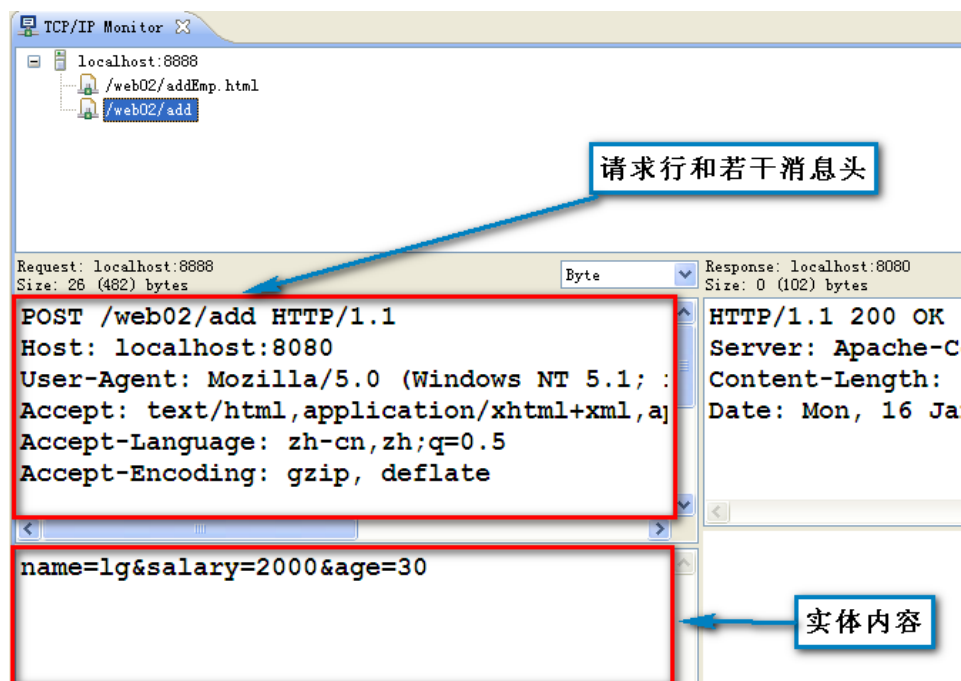 TCP/IP Monitor
localhost:8888
/web02/addEmp.html
/web02/add
请求行和若干消息头
Request: localhost:8888
Size: 26 (482) bytes
Byte
Response: localhost:8080
Size: 0 (102) bytes
POST /web02/add HTTP/1.1
Host: localhost:8080
User-Agent: Mozilla/5.0 (Windows NT 5.1;
Accept: text/html,application/xhtml+xml,ap
Accept-Language: zh-cn,zh;q=0.5
Accept-Encoding: gzip, deflate
HTTP/1.1 200 OK
Server: Apache-C
Content-Length:
Date: Mon, 16 Ja
name=lg&salary=2000&age=30
实体内容